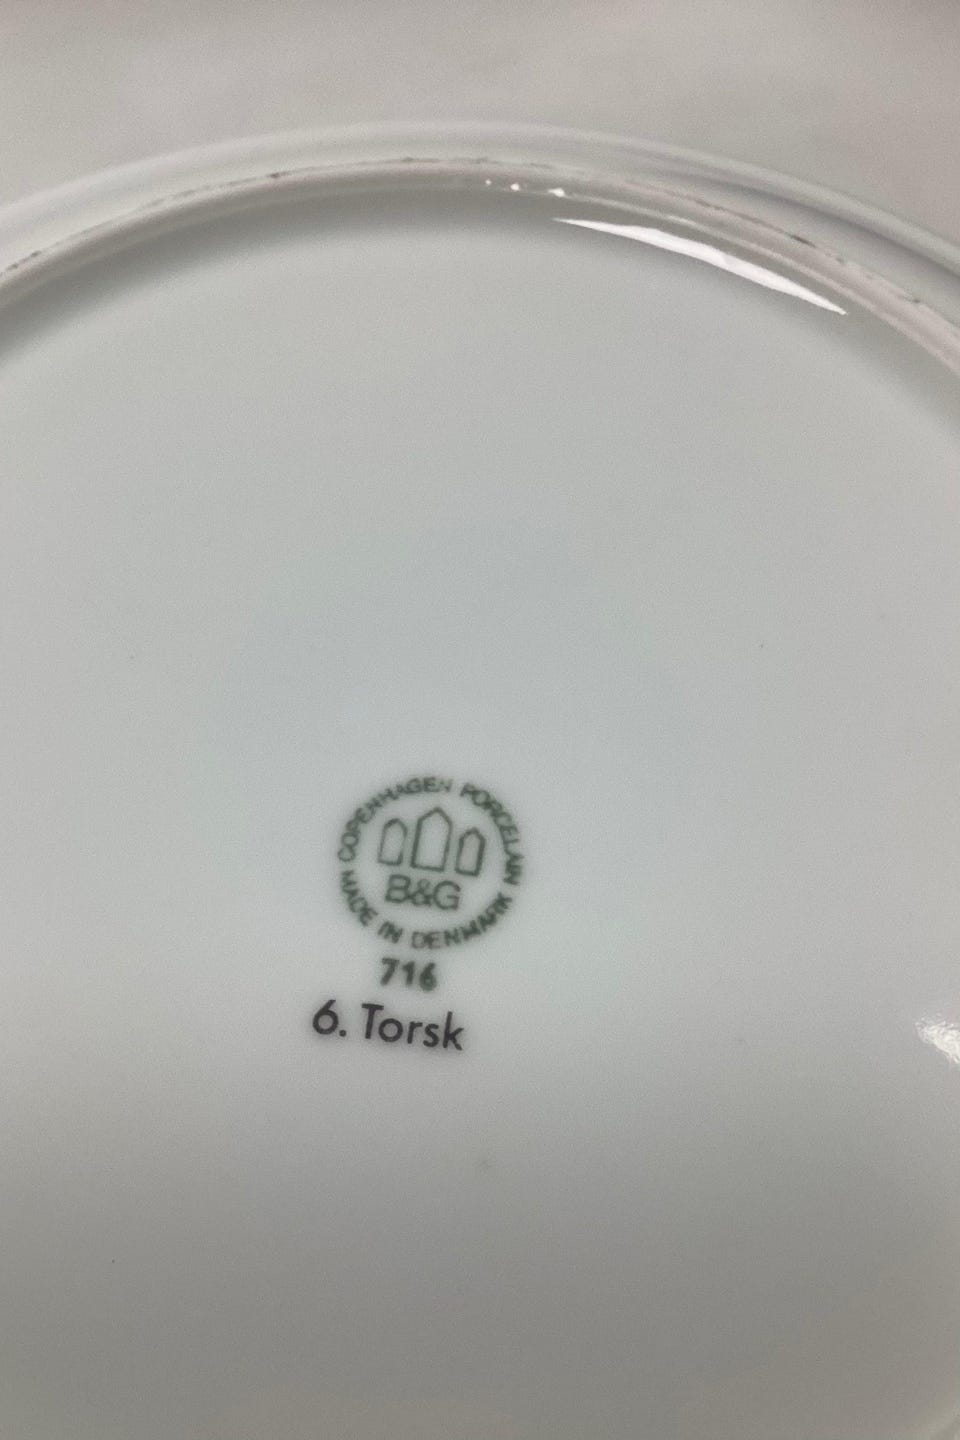 COPENHAGEN PORCELAIN
B&G
MADE IN DENMARK
716
6. Torsk